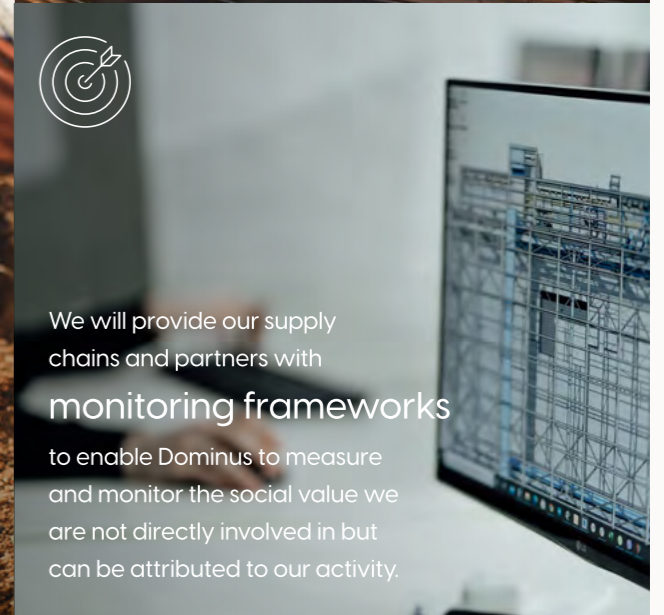 We will provide our supply
chains and partners with
monitoring frameworks
to enable Dominus to measure
and monitor the social value we
are not directly involved in but
can be attributed to our activity.